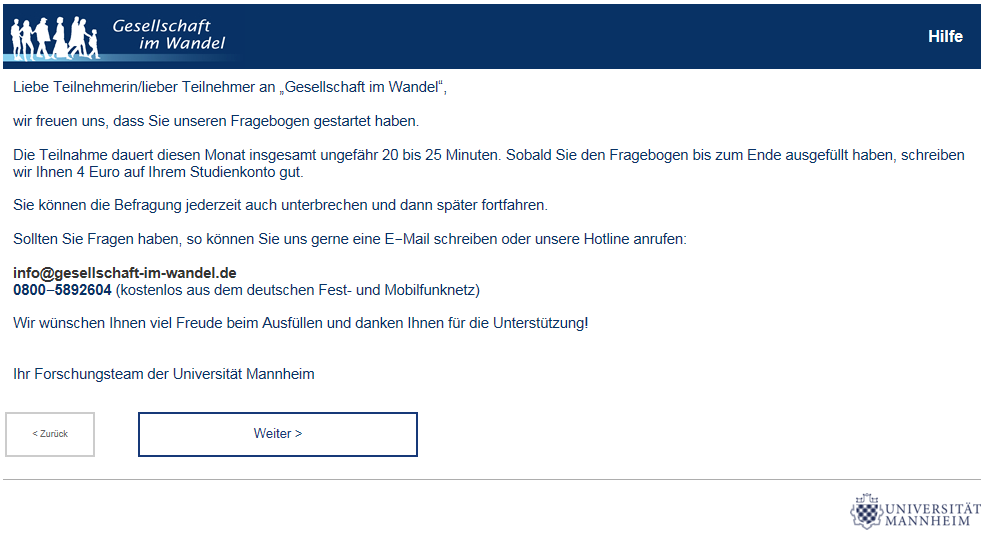 Gesellschaft
im Wandel
Hilfe
Liebe Teilnehmerin/lieber Teilnehmer an „Gesellschaft im Wandel“,
wir freuen uns, dass Sie unseren Fragebogen gestartet haben.
Die Teilnahme dauert diesen Monat insgesamt ungefähr 20 bis 25 Minuten. Sobald Sie den Fragebogen bis zum Ende ausgefüllt haben, schreiben
wir Ihnen 4 Euro auf Ihrem Studienkonto gut.
Sie können die Befragung jederzeit auch unterbrechen und dann später fortfahren.
Sollten Sie Fragen haben, so können Sie uns gerne eine E−Mail schreiben oder unsere Hotline anrufen:
info@gesellschaft-im-wandel.de
0800–5892604 (kostenlos aus dem deutschen Fest- und Mobilfunknetz)
Wir wünschen Ihnen viel Freude beim Ausfüllen und danken Ihnen für die Unterstützung!
Ihr Forschungsteam der Universität Mannheim
< Zurück
Weiter >
UNIVERSITÄT
MANNHEIM